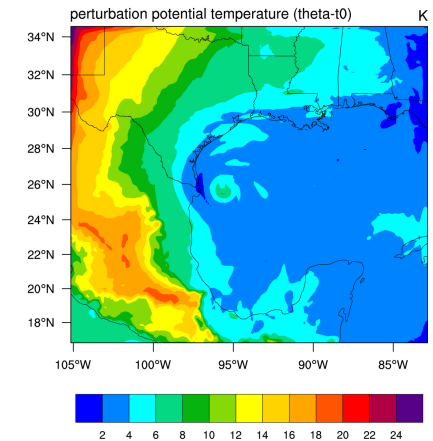 perturbation potential temperature (theta-t0) K
34°N
32°N
30°N
28°N
26°N
24°N
22°N
20°N
18°N
105°W 100°W 95°W 90°W 85°W
2 4 6 8 10 12 14 16 18 20 22 24